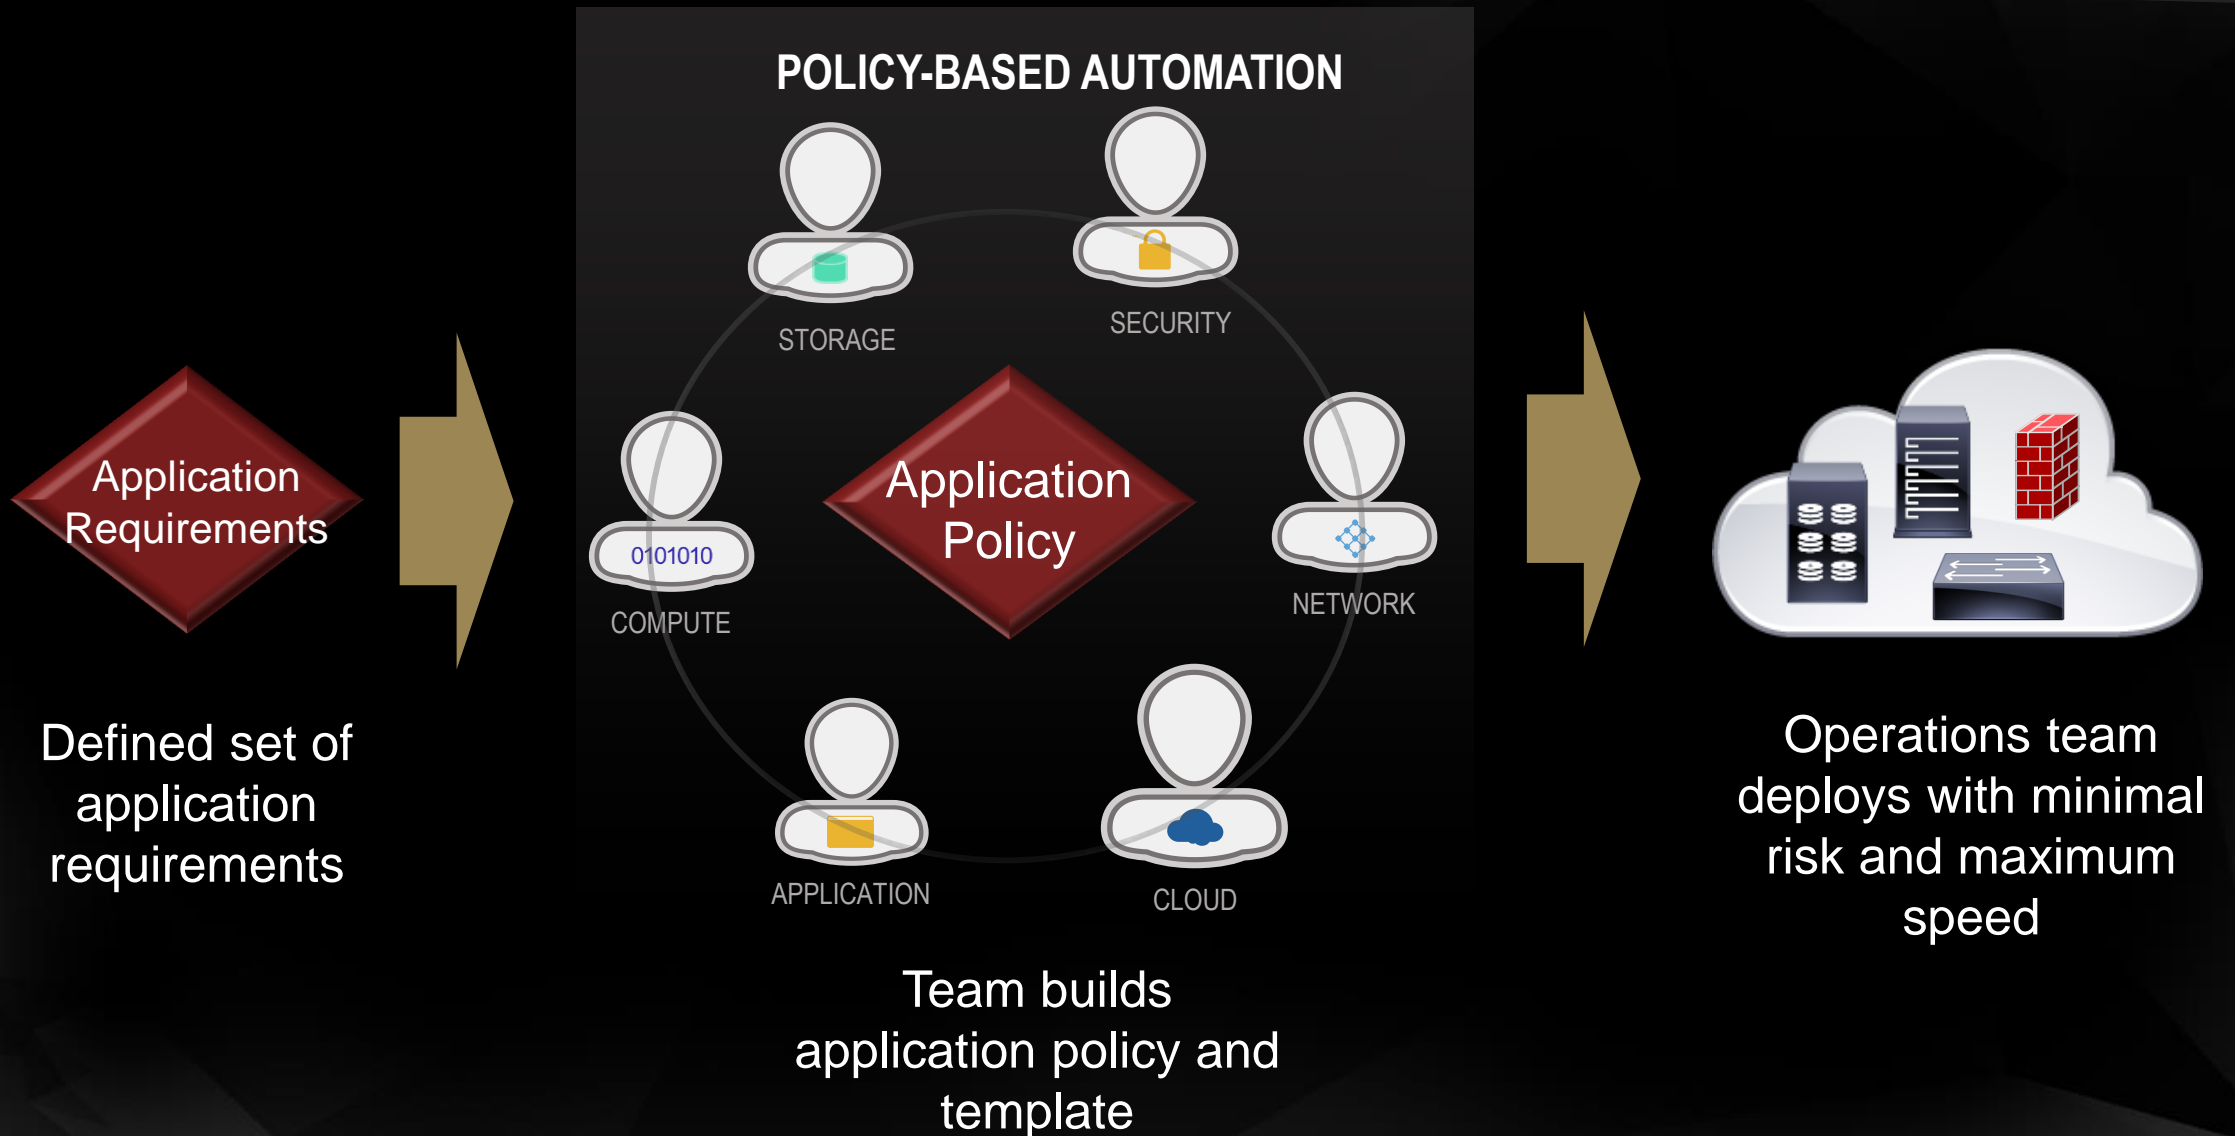 POLICY-BASED AUTOMATION
STORAGE
SECURITY
Application
Requirements
Application
Policy
0101010
COMPUTE
NETWORK
APPLICATION
CLOUD
Defined set of
application
requirements
Team builds
application policy and
template
Operations team
deploys with minimal
risk and maximum
speed